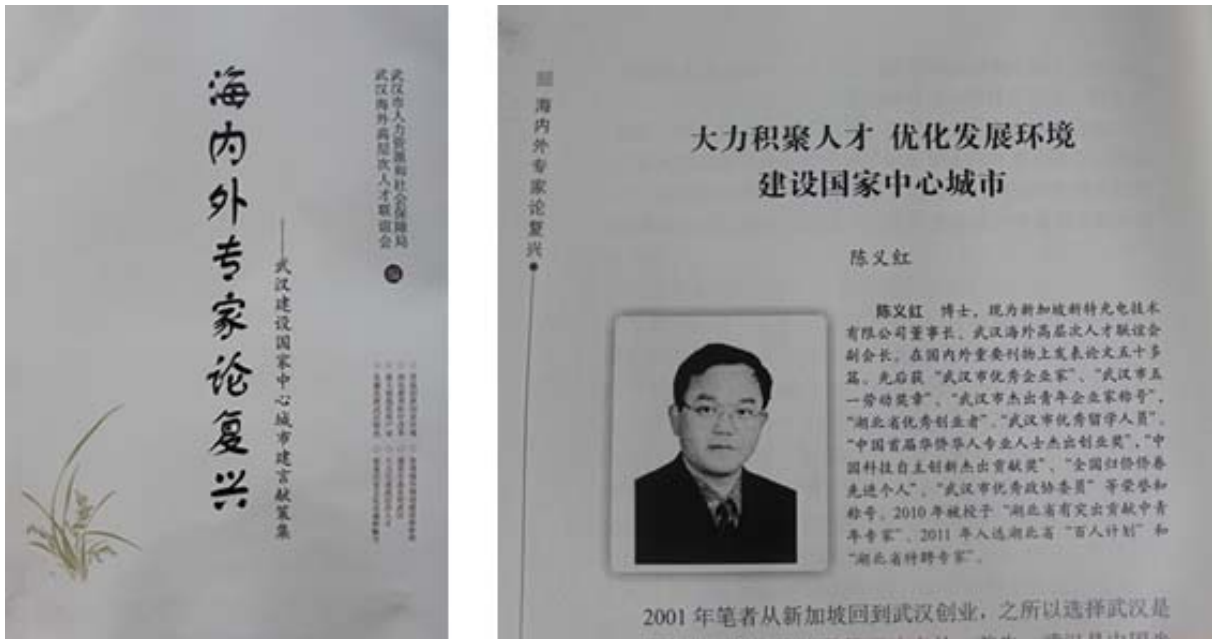 武汉市人力资源和社会保障局
武汉海外高层次人才联谊会
编
海内外专家论复兴
——武汉建设国家中心城市建言献策集
海内外专家论复兴
大力积聚人才 优化发展环境
建设国家中心城市
陈义红
陈义红 博士，现为新加坡新特光电技术
有限公司董事长、武汉海外高层次人才联谊会
副会长，在国内外重要刊物上发表论文五十多
篇。先后获“武汉市优秀企业家”、“武汉市五
一劳动奖章”、“武汉市杰出青年企业家称号”，
“湖北省优秀创业者”、“武汉市优秀留学人员”、
“中国首届华侨华人专业人士杰出创业奖”，“中
国科技自主创新杰出贡献奖”、“全国归侨侨眷
先进个人”、“武汉市优秀政协委员”等荣誉和
称号。2010 年被授予“湖北省有突出贡献中青
年专家”、2011 年入选湖北省“百人计划”和
“湖北省特聘专家”。
2001 年笔者从新加坡回到武汉创业，之所以选择武汉是